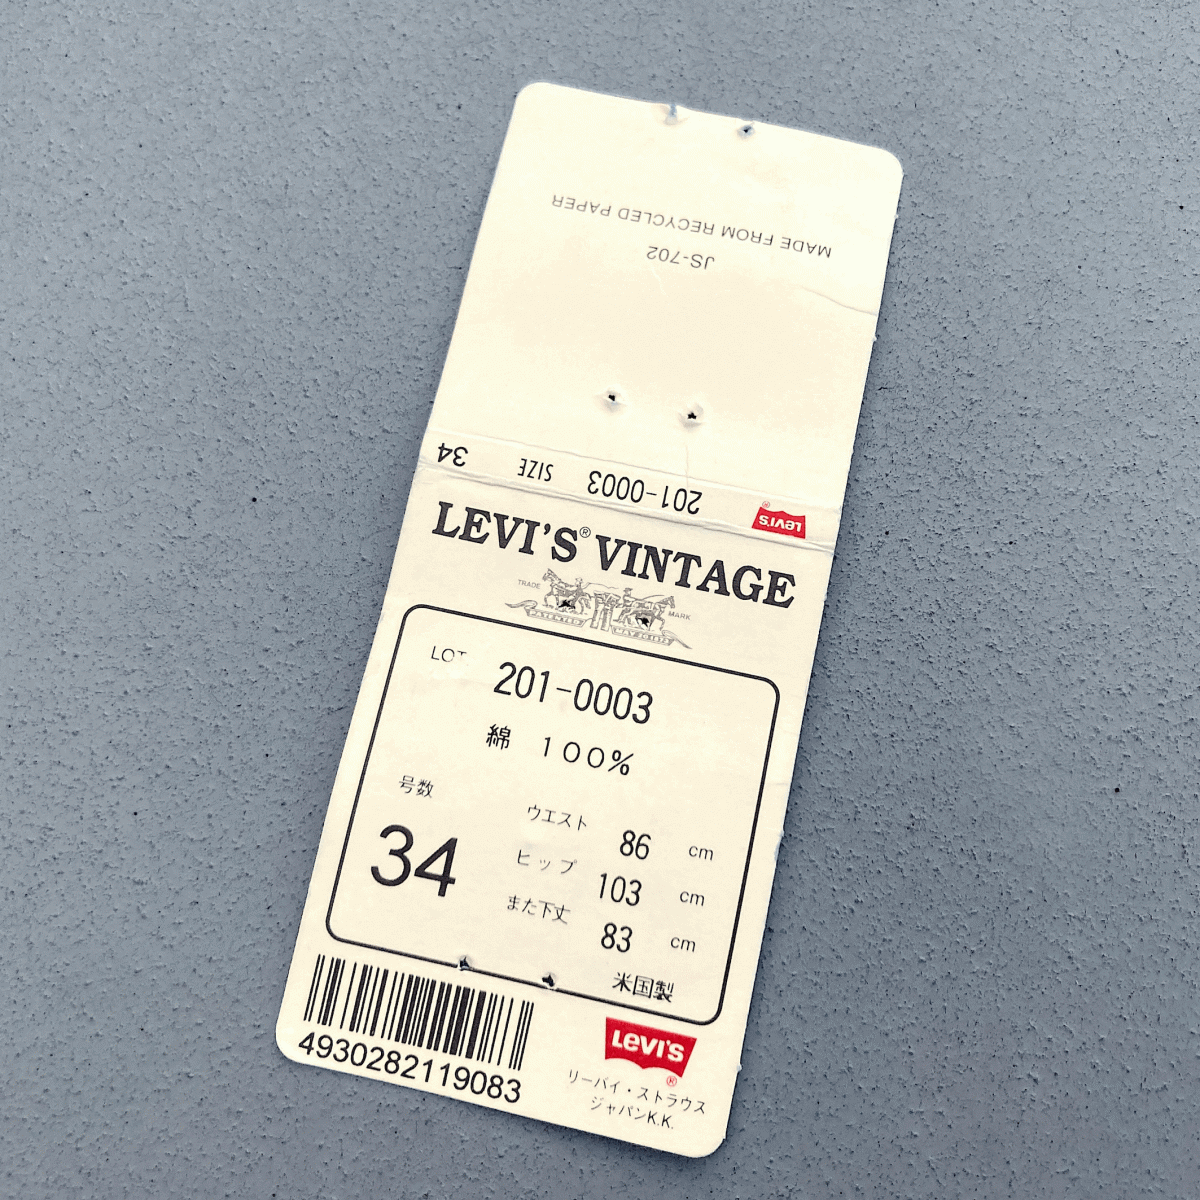 MADE FROM RECYCLED PAPER
JS-702
LEVI'S® 201-0003 SIZE 34
LEVI'S® VINTAGE
TRADE MARK
LOT 201-0003
綿 100%
号数
34
ウエスト 86 cm
ヒップ 103 cm
また下丈 83 cm
米国製
4930282119083
LEVI'S®
リーバイ・ストラウス
ジャパンK.K.